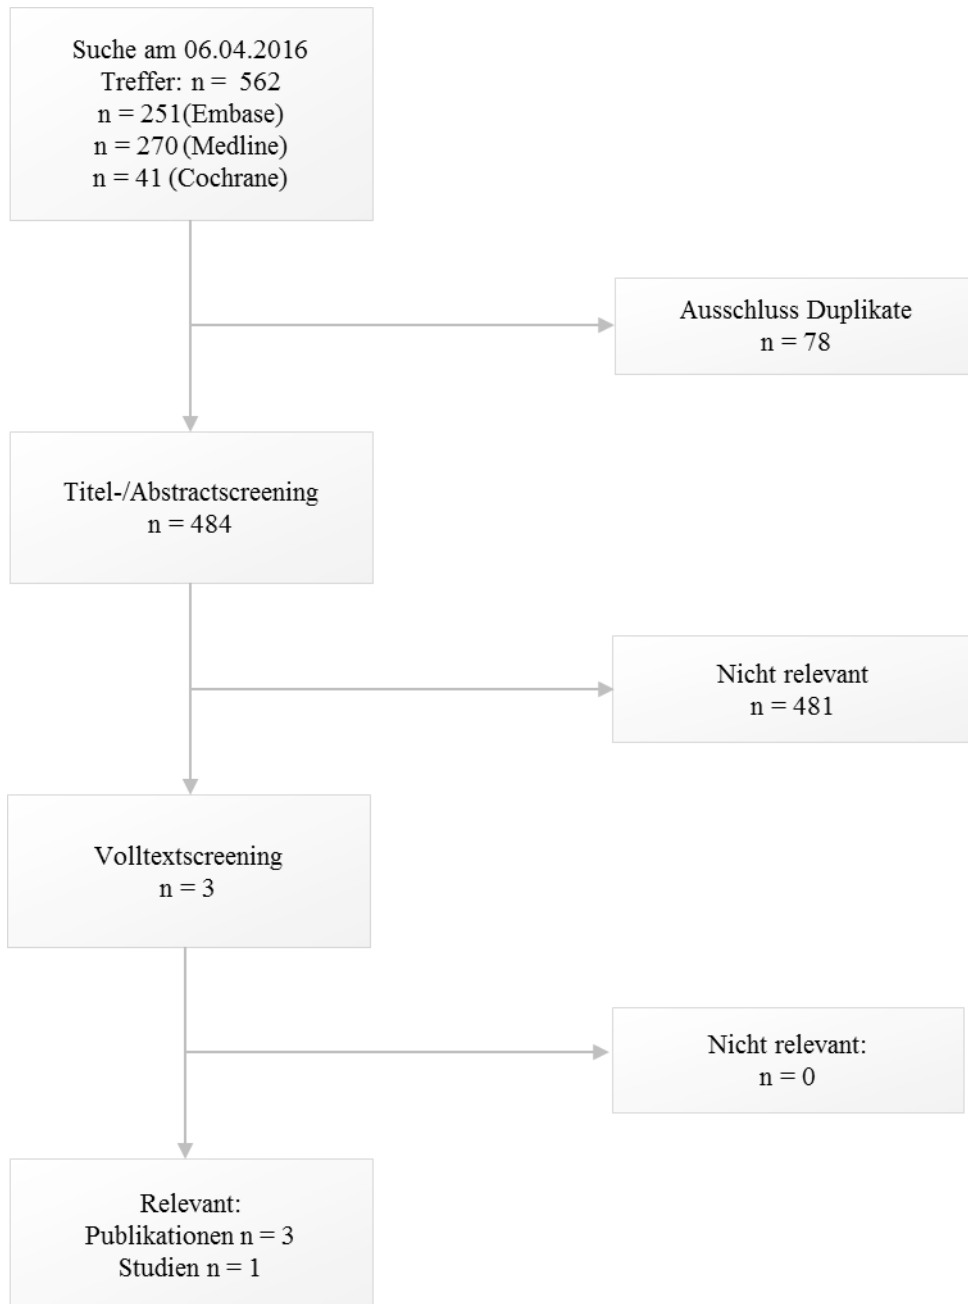 Suche am 06.04.2016
Treffer: n =  562
n = 251(Embase)
n = 270 (Medline)
n = 41 (Cochrane)
Ausschluss Duplikate
n = 78
Titel-/Abstractscreening
n = 484
Nicht relevant
n = 481
Volltextscreening
n = 3
Nicht relevant:
n = 0
Relevant:
Publikationen n = 3
Studien n = 1